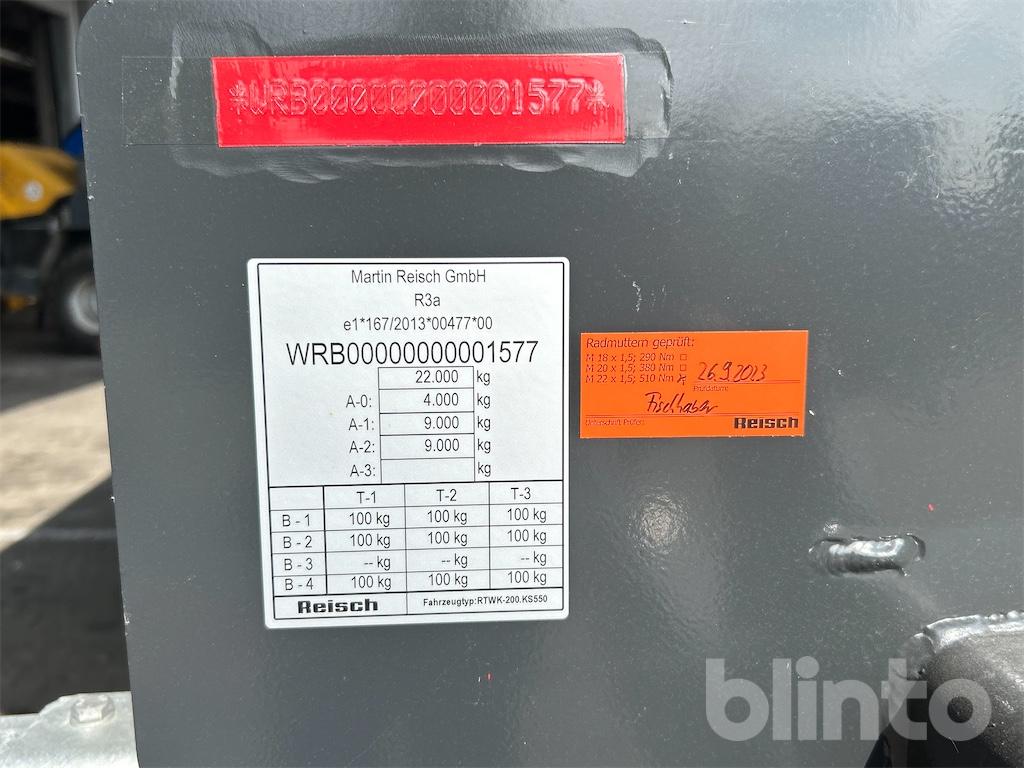 *WRB00000000001577*
Martin Reisch GmbH
R3a
e1*167/2013*00477*00
WRB00000000001577
22.000 kg
A-0: 4.000 kg
A-1: 9.000 kg
A-2: 9.000 kg
A-3: kg
T-1 T-2 T-3
B - 1 100 kg 100 kg 100 kg
B - 2 100 kg 100 kg 100 kg
B - 3 -- kg -- kg -- kg
B - 4 100 kg 100 kg 100 kg
Reisch Fahrzeugtyp:RTWK-200.KS550
Radmuttern geprüft:
M 18 x 1,5; 290 Nm
M 20 x 1,5; 380 Nm
M 22 x 1,5; 510 Nm
26.9.2023
Prüfdatum:
Fischhaber
Unterschrift Prüfer:
Reisch
blinto